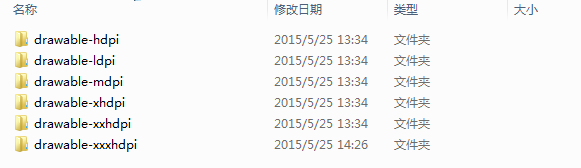 名称 修改日期 类型 大小
drawable-hdpi 2015/5/25 13:34 文件夹
drawable-ldpi 2015/5/25 13:34 文件夹
drawable-mdpi 2015/5/25 13:34 文件夹
drawable-xhdpi 2015/5/25 13:34 文件夹
drawable-xxhdpi 2015/5/25 13:34 文件夹
drawable-xxxhdpi 2015/5/25 14:26 文件夹